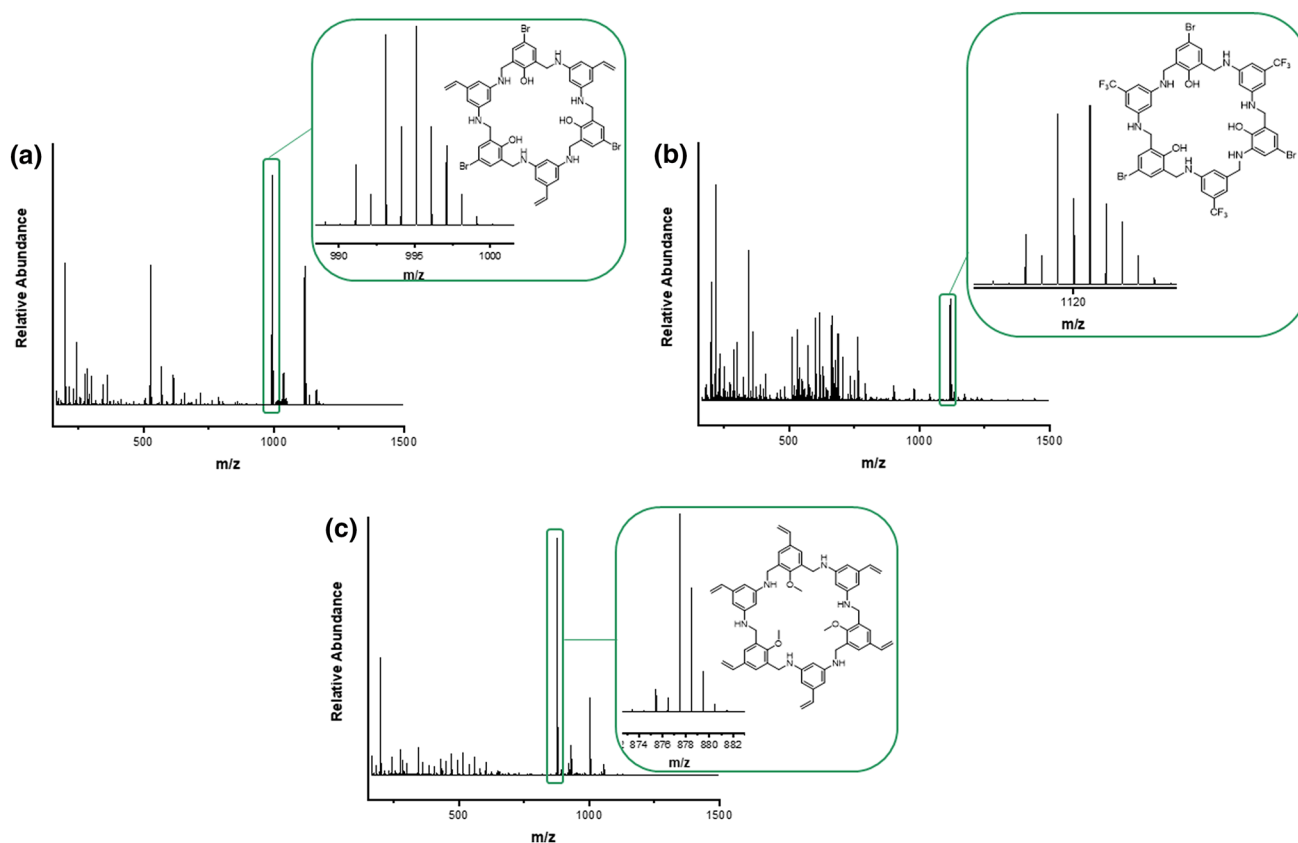 (a)
Relative Abundance
500
1000
1500
m/z
990
995
1000
m/z
Br
H
N
OH
HN
NH
NH
HO
HN
Br
Br
N
H
NH
(b)
Relative Abundance
500
1000
1500
m/z
1120
m/z
Br
H
N
CF3
OH
F3C
HN
NH
NH
HO
OH
HN
Br
Br
N
H
NH
CF3
(c)
Relative Abundance
500
1000
1500
m/z
874
876
878
880
882
m/z
H
N
NH
O
HN
NH
O
O
N
H
NH